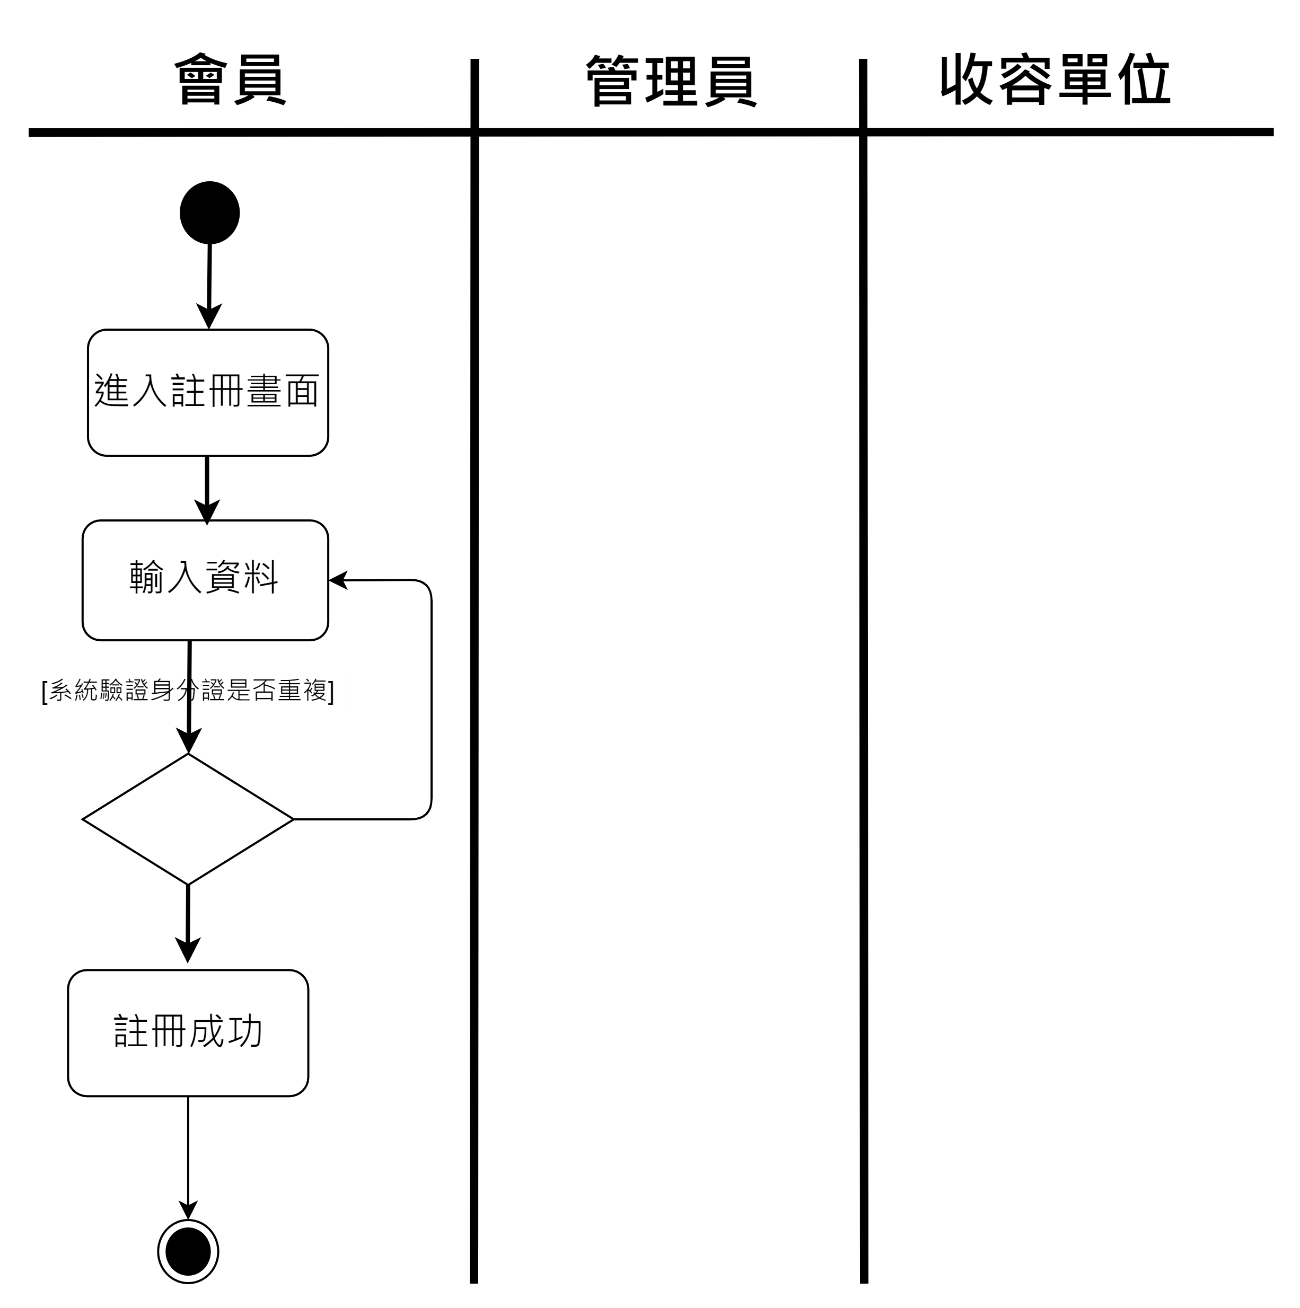 會員
管理員
收容單位
進入註冊畫面
輸入資料
[系統驗證身分證是否重複]
註冊成功